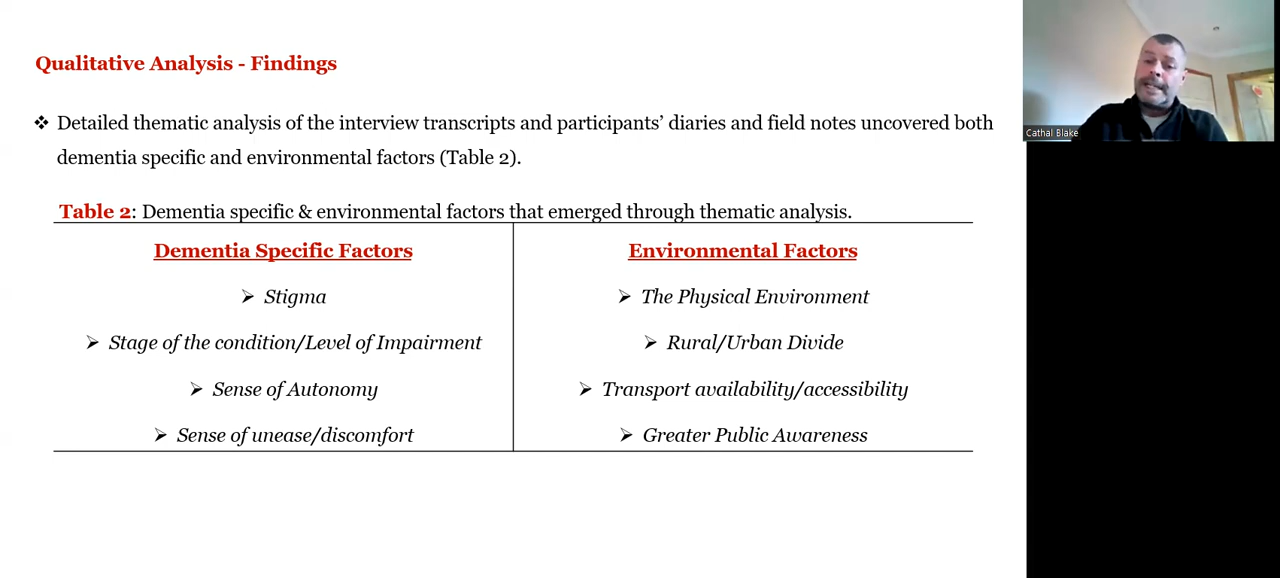 Qualitative Analysis - Findings
❖ Detailed thematic analysis of the interview transcripts and participants' diaries and field notes uncovered both
dementia specific and environmental factors (Table 2).
Table 2: Dementia specific & environmental factors that emerged through thematic analysis.
Dementia Specific Factors
➢ Stigma
➢ Stage of the condition/Level of Impairment
➢ Sense of Autonomy
➢ Sense of unease/discomfort
Environmental Factors
➢ The Physical Environment
➢ Rural/Urban Divide
➢ Transport availability/accessibility
➢ Greater Public Awareness
Cathal Blake